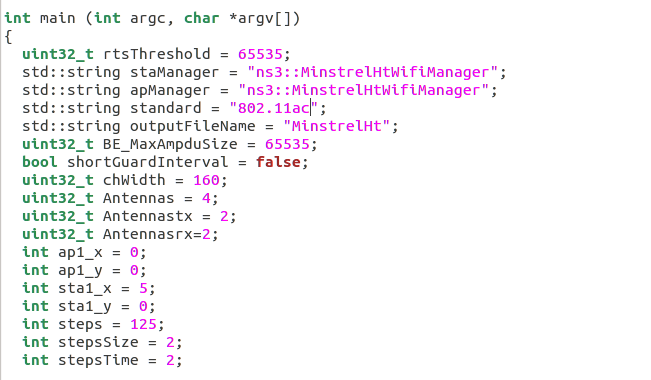 int main (int argc, char *argv[])
{
  uint32_t rtsThreshold = 65535;
  std::string staManager = "ns3::MinstrelHtWifiManager";
  std::string apManager = "ns3::MinstrelHtWifiManager";
  std::string standard = "802.11ac";
  std::string outputFileName = "MinstrelHt";
  uint32_t BE_MaxAmpduSize = 65535;
  bool shortGuardInterval = false;
  uint32_t chWidth = 160;
  uint32_t Antennas = 4;
  uint32_t Antennastx = 2;
  uint32_t Antennasrx=2;
  int ap1_x = 0;
  int ap1_y = 0;
  int sta1_x = 5;
  int sta1_y = 0;
  int steps = 125;
  int stepsSize = 2;
  int stepsTime = 2;